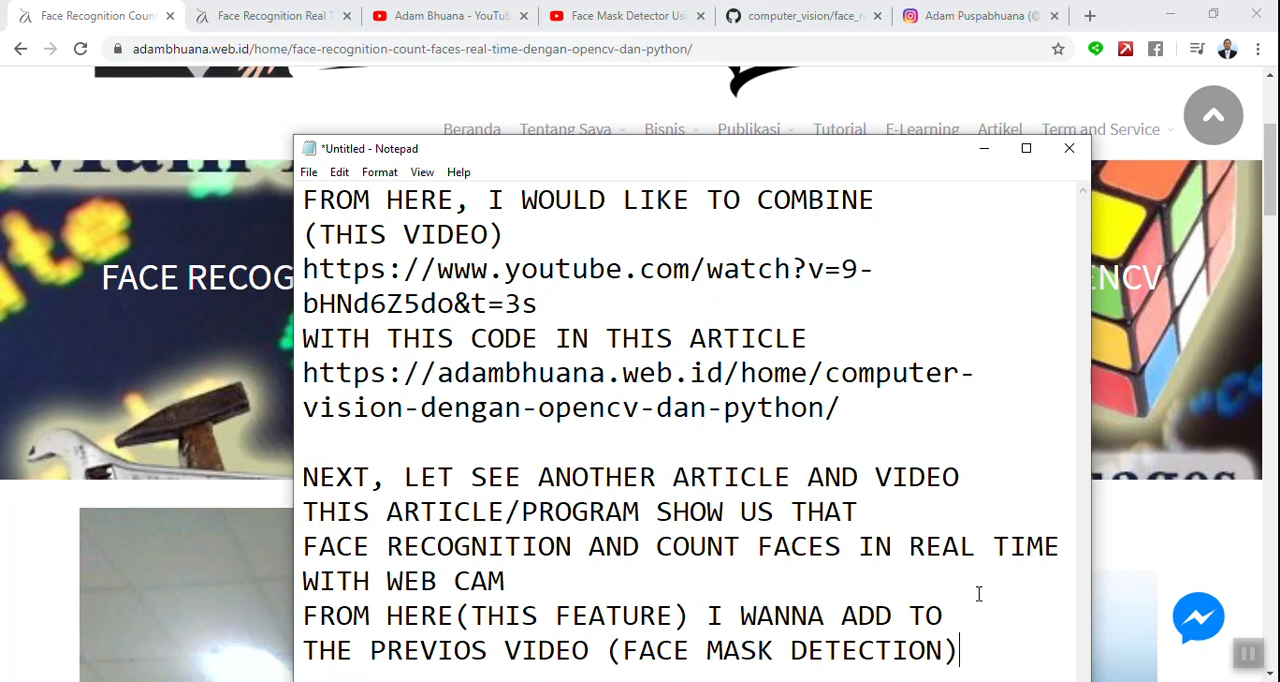 Face Recognition Coun
Face Recognition Real T
Adam Bhuana - YouTub
Face Mask Detector Usi
computer_vision/face_r
Adam Puspabhuana (@
adambhuana.web.id/home/face-recognition-count-faces-real-time-dengan-opencv-dan-python/
Beranda Tentang Saya Bisnis Publikasi Tutorial E-Learning Artikel Term and Service
*Untitled - Notepad
File Edit Format View Help
FACE RECOG
ENCV
FROM HERE, I WOULD LIKE TO COMBINE
(THIS VIDEO)
https://www.youtube.com/watch?v=9-
bHNd6Z5do&t=3s
WITH THIS CODE IN THIS ARTICLE
https://adambhuana.web.id/home/computer-
vision-dengan-opencv-dan-python/
NEXT, LET SEE ANOTHER ARTICLE AND VIDEO
THIS ARTICLE/PROGRAM SHOW US THAT
FACE RECOGNITION AND COUNT FACES IN REAL TIME
WITH WEB CAM
FROM HERE(THIS FEATURE) I WANNA ADD TO
THE PREVIOS VIDEO (FACE MASK DETECTION)